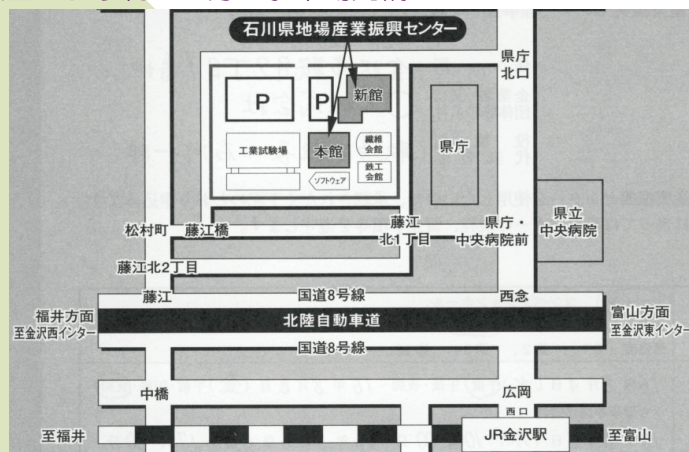 石川県地場産業振興センター
県庁
北口
P
P
新館
工業試験場
本館
繊維
会館
鉄工
会館
ソフトウェア
県庁
県立
中央病院
松村町
藤江橋
藤江
北1丁目
県庁・
中央病院前
藤江北2丁目
藤江
国道8号線
西念
福井方面
至金沢西インター
北陸自動車道
富山方面
至金沢東インター
国道8号線
中橋
広岡
西口
至福井
JR金沢駅
至富山